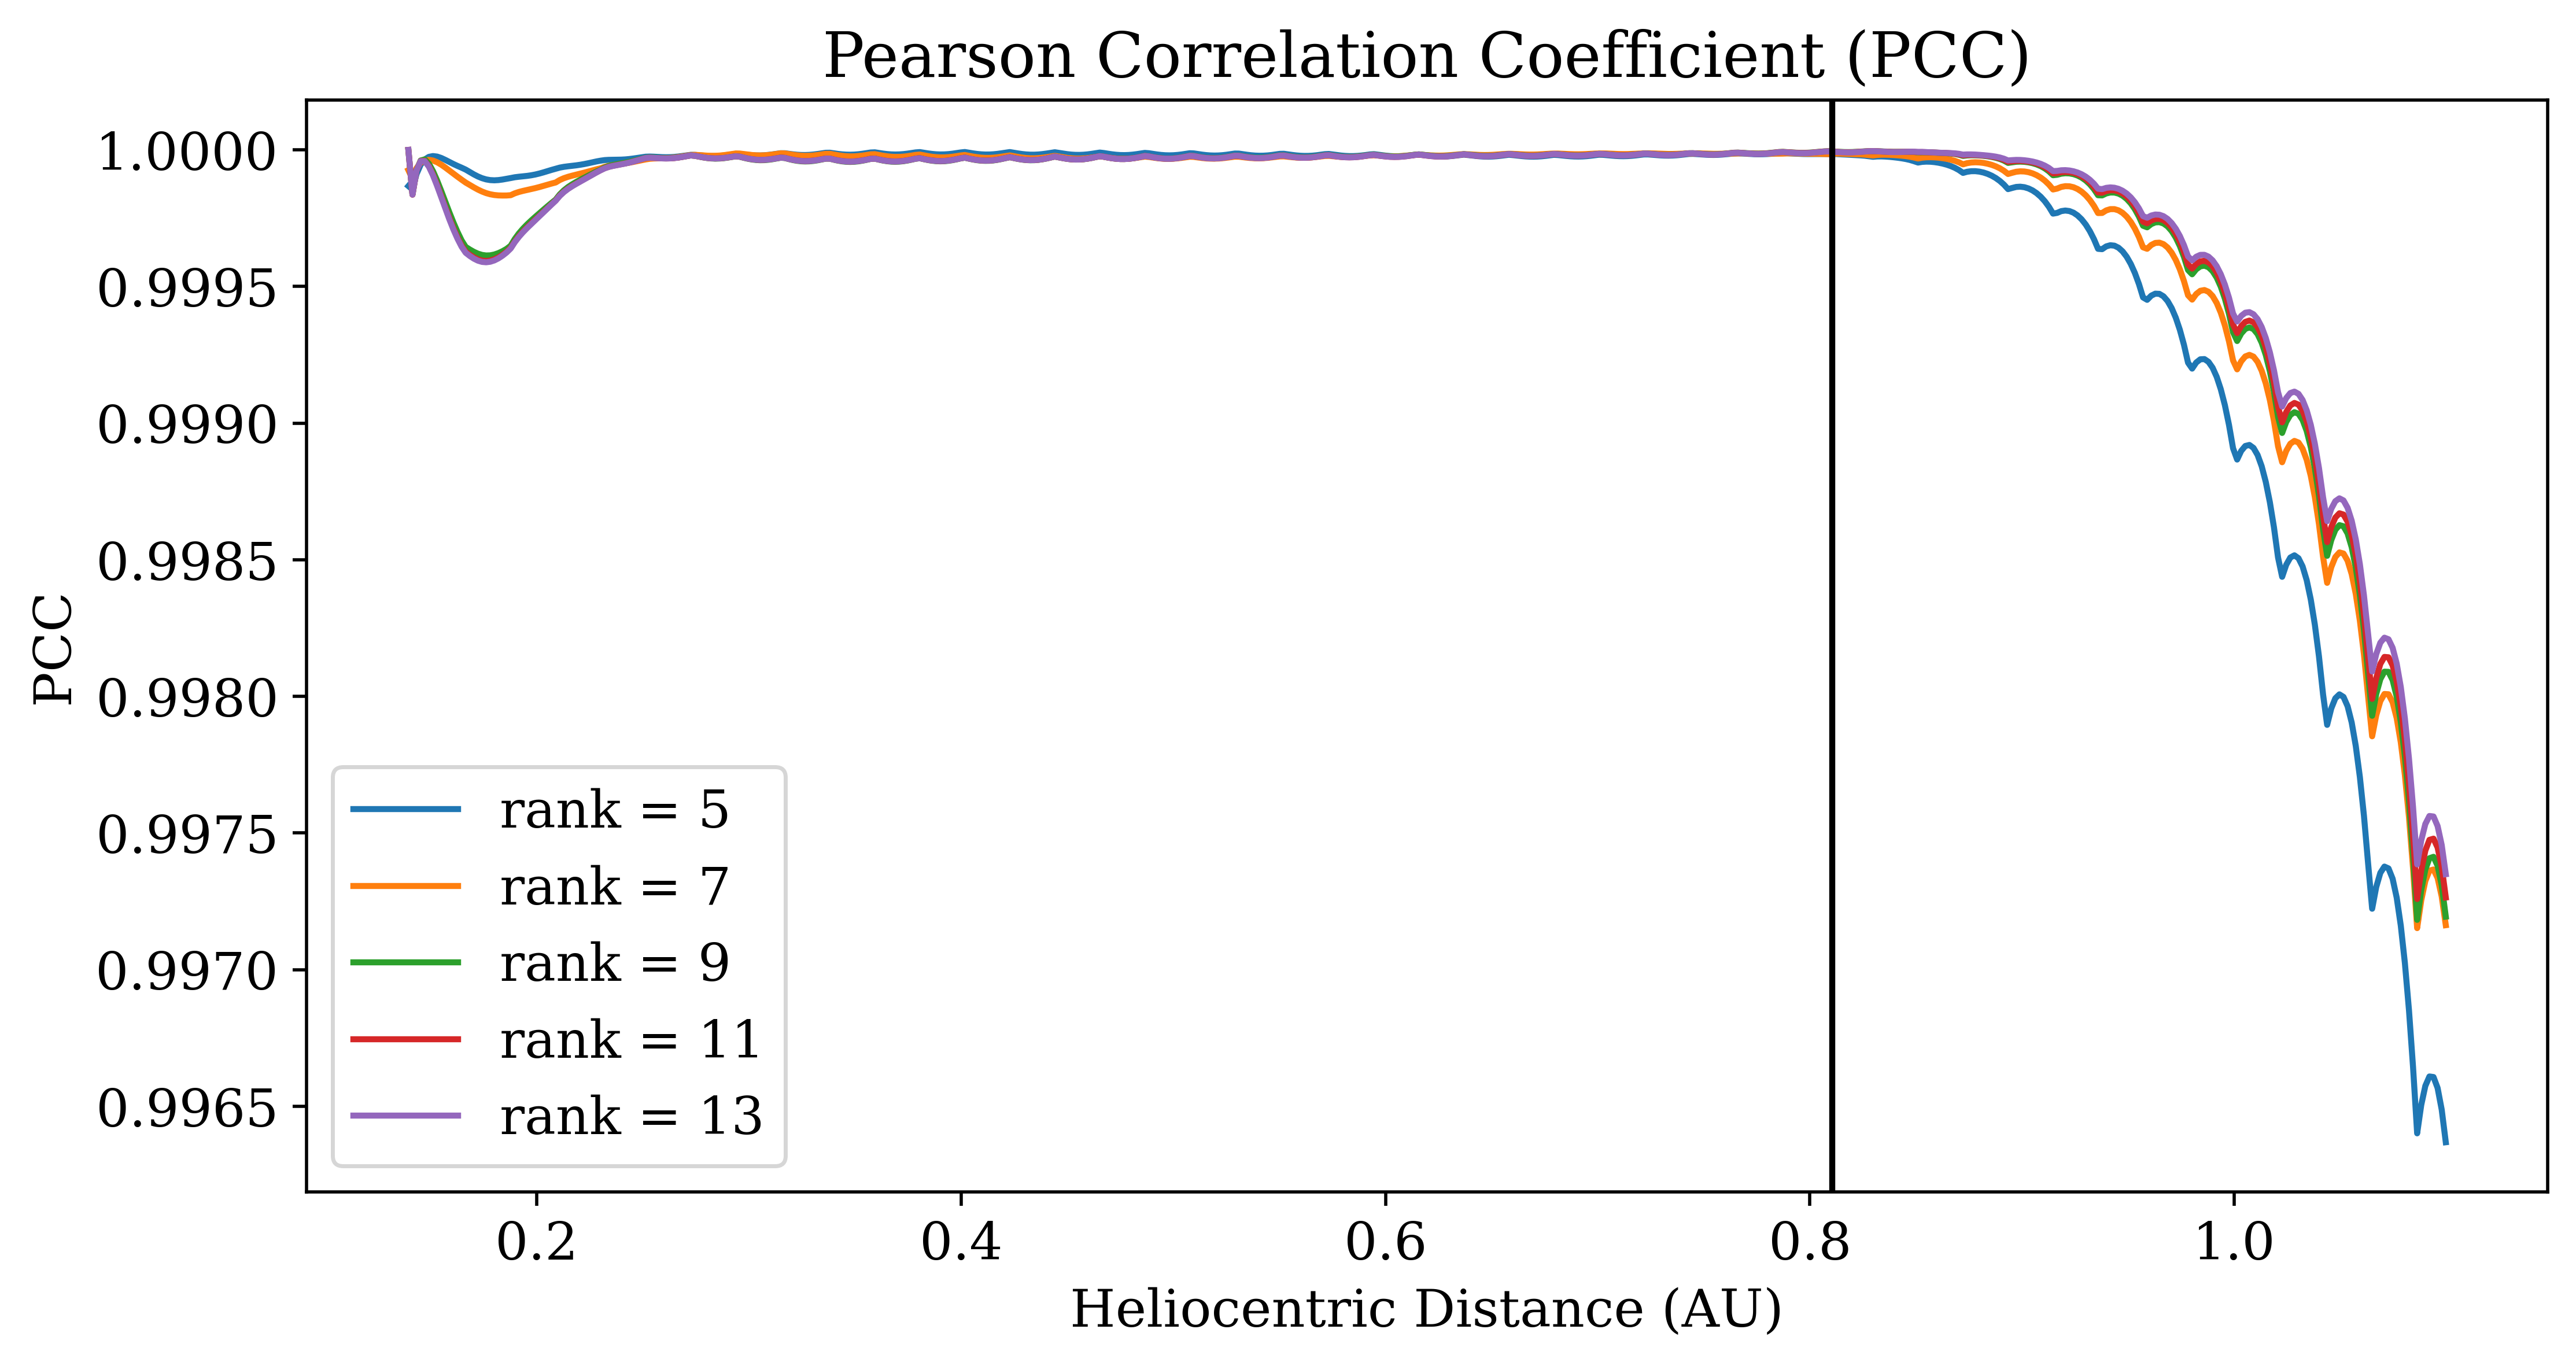 Pearson Correlation Coefficient (PCC)
1.0000
0.9995
0.9990
0.9985
0.9980
0.9975
0.9970
0.9965
PCC
rank = 5
rank = 7
rank = 9
rank = 11
rank = 13
0.2
0.4
0.6
0.8
1.0
Heliocentric Distance (AU)